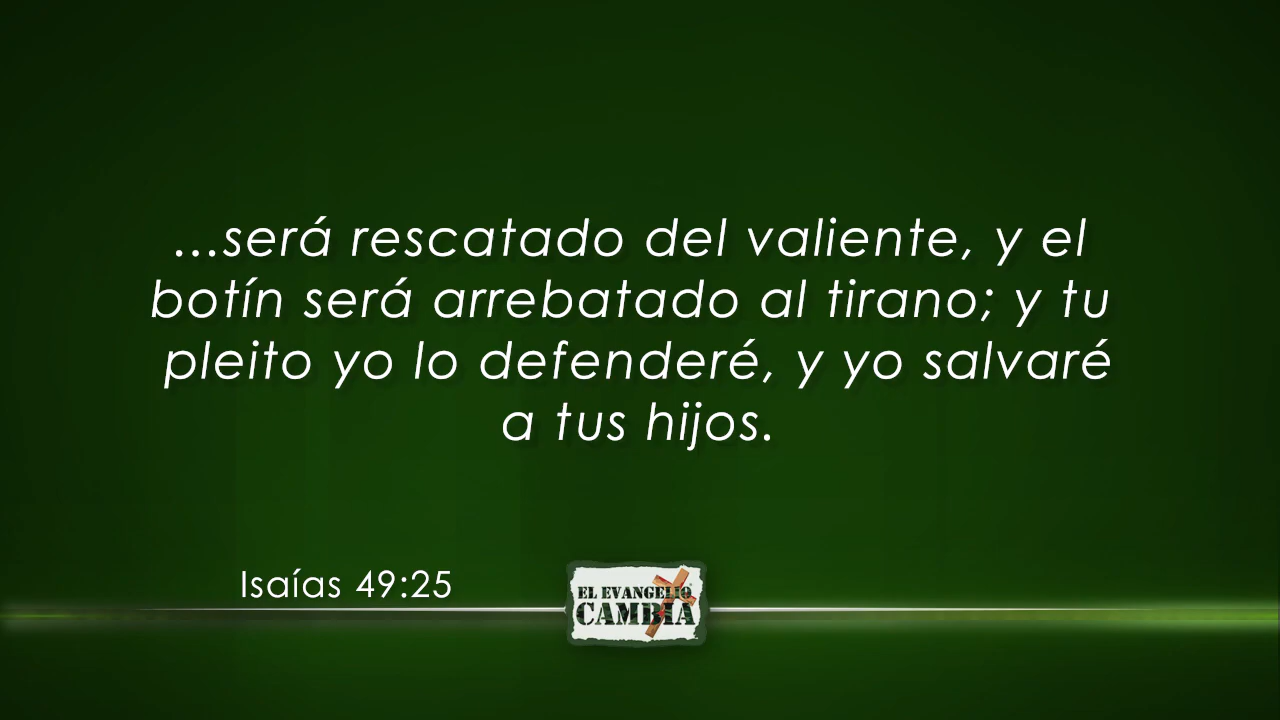 ...será rescatado del valiente, y el
botín será arrebatado al tirano; y tu
pleito yo lo defenderé, y yo salvaré
a tus hijos.
Isaías 49:25
EL EVANGELIO
CAMBIA